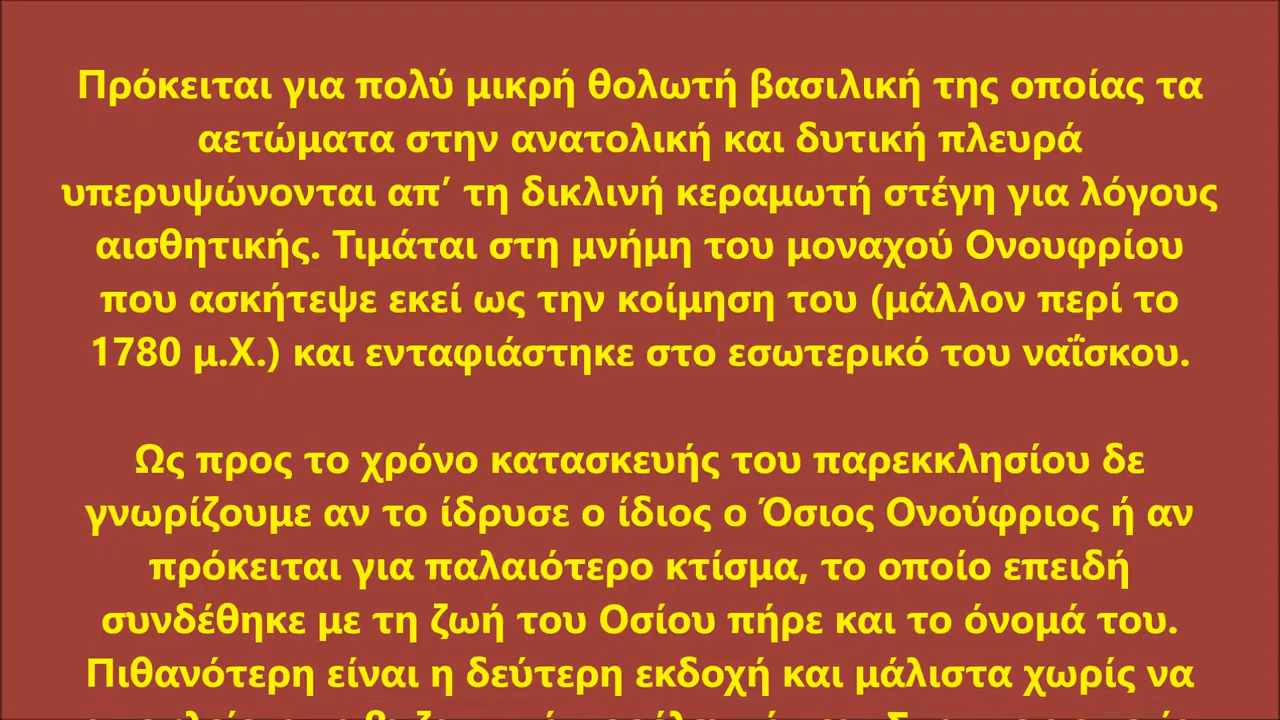 Πρόκειται για πολύ μικρή θολωτή βασιλική της οποίας τα
αετώματα στην ανατολική και δυτική πλευρά
υπερυψώνονται απ’ τη δικλινή κεραμωτή στέγη για λόγους
αισθητικής. Τιμάται στη μνήμη του μοναχού Ονουφρίου
που ασκήτεψε εκεί ως την κοίμηση του (μάλλον περί το
1780 μ.Χ.) και ενταφιάστηκε στο εσωτερικό του ναΐσκου.
Ως προς το χρόνο κατασκευής του παρεκκλησίου δε
γνωρίζουμε αν το ίδρυσε ο ίδιος ο Όσιος Ονούφριος ή αν
πρόκειται για παλαιότερο κτίσμα, το οποίο επειδή
συνδέθηκε με τη ζωή του Οσίου πήρε και το όνομά του.
Πιθανότερη είναι η δεύτερη εκδοχή και μάλιστα χωρίς να